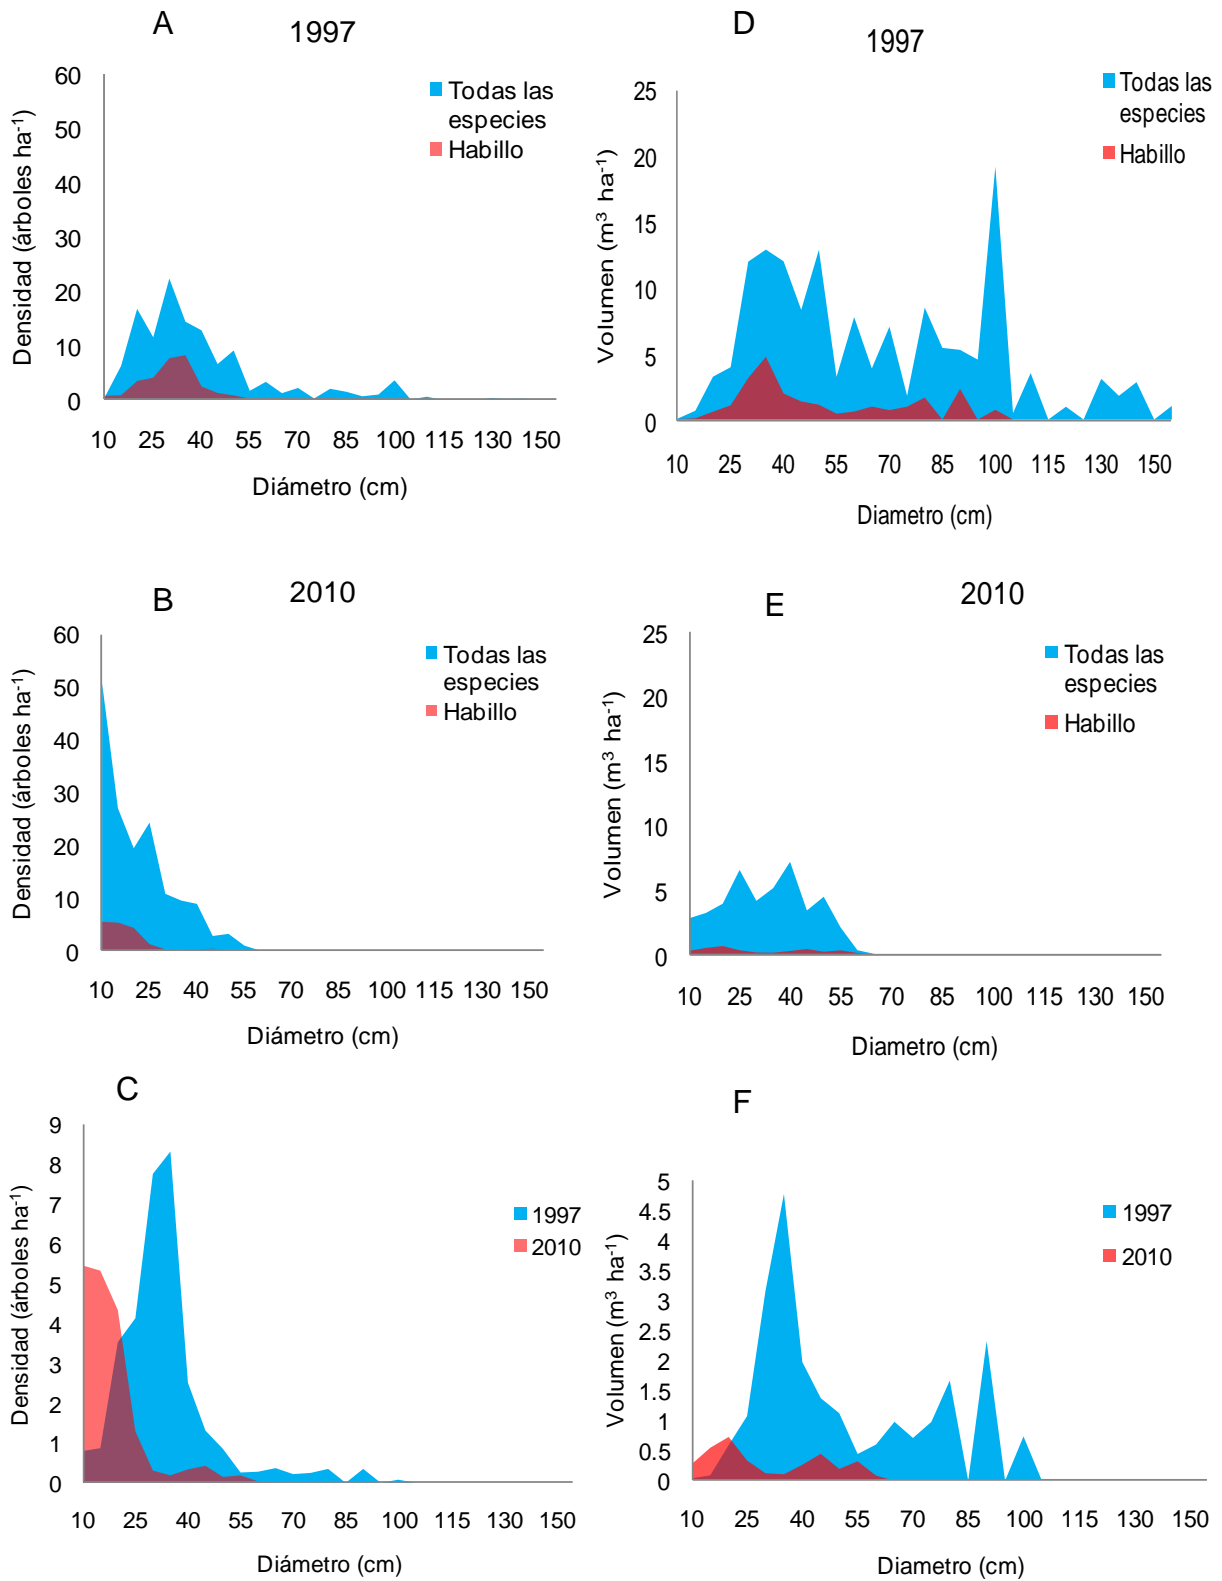 A
1997
60
50
40
30
20
10
0
Densidad (árboles ha-1)
Todas las
especies
Habillo
10 25 40 55 70 85 100 115 130 150
Diámetro (cm)
D
1997
25
20
15
10
5
0
Volumen (m3 ha-1)
Todas las
especies
Habillo
10 25 40 55 70 85 100 115 130 150
Diametro (cm)
B
2010
60
50
40
30
20
10
0
Densidad (árboles ha-1)
Todas las
especies
Habillo
10 25 40 55 70 85 100 115 130 150
Diámetro (cm)
E
2010
25
20
15
10
5
0
Volumen (m3 ha-1)
Todas las
especies
Habillo
10 25 40 55 70 85 100 115 130 150
Diametro (cm)
C
9
8
7
6
5
4
3
2
1
0
Densidad (árboles ha-1)
1997
2010
10 25 40 55 70 85 100 115 130 150
Diámetro (cm)
F
5
4.5
4
3.5
3
2.5
2
1.5
1
0.5
0
Volumen (m3 ha-1)
1997
2010
10 25 40 55 70 85 100 115 130 150
Diametro (cm)